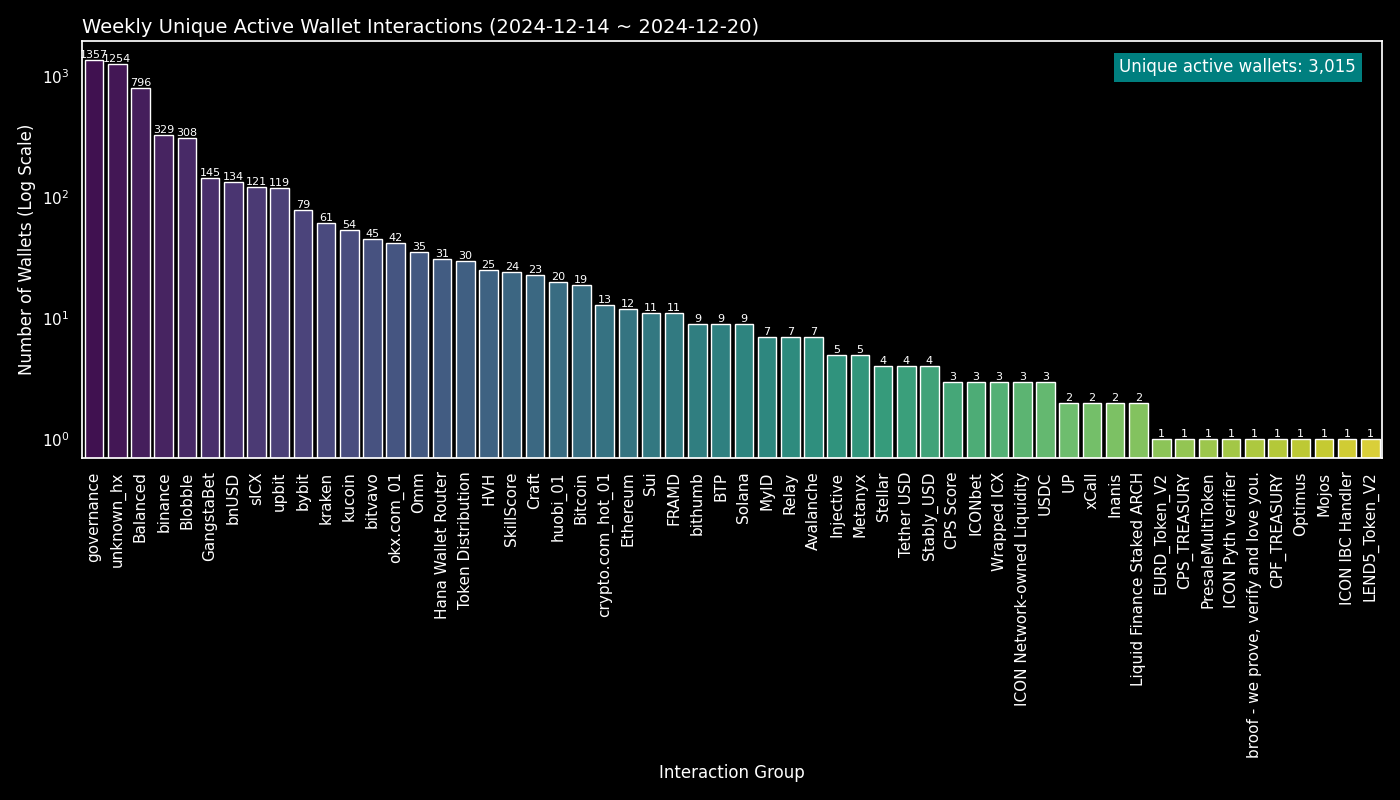 Weekly Unique Active Wallet Interactions (2024-12-14 ~ 2024-12-20)
Unique active wallets: 3,015
Number of Wallets (Log Scale)
10³
10²
10¹
10⁰
1357
1254
796
329
308
145
134
121
119
79
61
54
45
42
35
31
30
25
24
23
20
19
13
12
11
11
9
9
9
7
7
7
5
5
4
4
4
3
3
3
3
3
2
2
2
2
1
1
1
1
1
1
1
1
1
1
governance
unknown_hx
Balanced
binance
Blobble
GangstaBet
bnUSD
sICX
upbit
bybit
kraken
kucoin
bitvavo
okx.com_01
Omm
Hana Wallet Router
Token Distribution
HVH
SkillScore
Craft
huobi_01
Bitcoin
crypto.com_hot_01
Ethereum
Sui
FRAMD
bithumb
BTP
Solana
MyID
Relay
Avalanche
Injective
Metanyx
Stellar
Tether USD
Stably_USD
CPS Score
ICONbet
Wrapped ICX
ICON Network-owned Liquidity
USDC
UP
xCall
Inanis
Liquid Finance Staked ARCH
EURD_Token_V2
CPS_TREASURY
PresaleMultiToken
ICON Pyth verifier
broof - we prove, verify and love you.
CPF_TREASURY
Optimus
Mojos
ICON IBC Handler
LEND5_Token_V2
Interaction Group